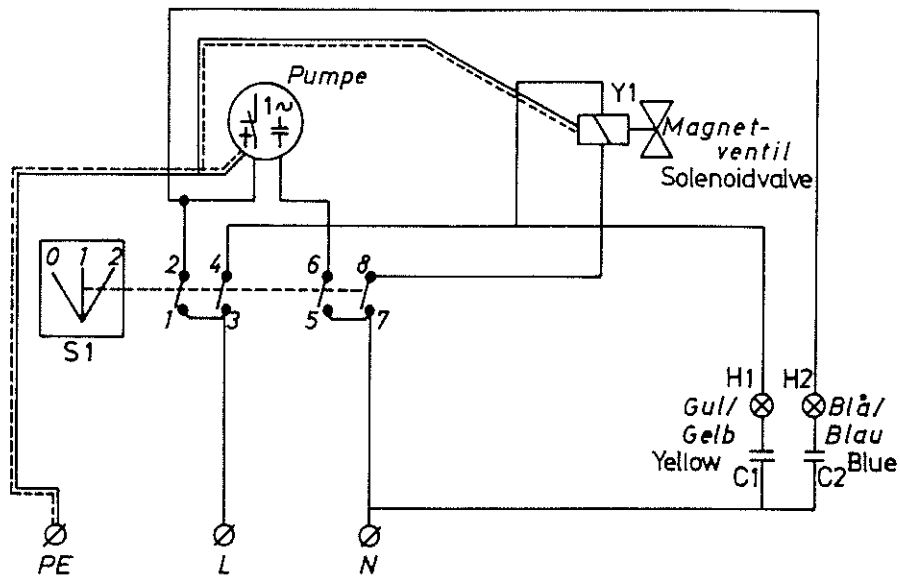 Pumpe
1~
Y1
Magnet-
ventil
Solenoidvalve
0 1 2
2 4 6 8
1 3 5 7
S1
H1 H2
Gul/ Blå/
Gelb Blau
Yellow Blue
C1 C2
PE L N